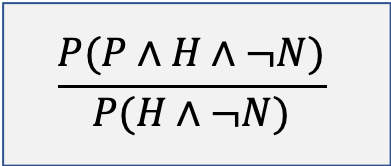 P(P ∧ H ∧ ¬N)
P(H ∧ ¬N)